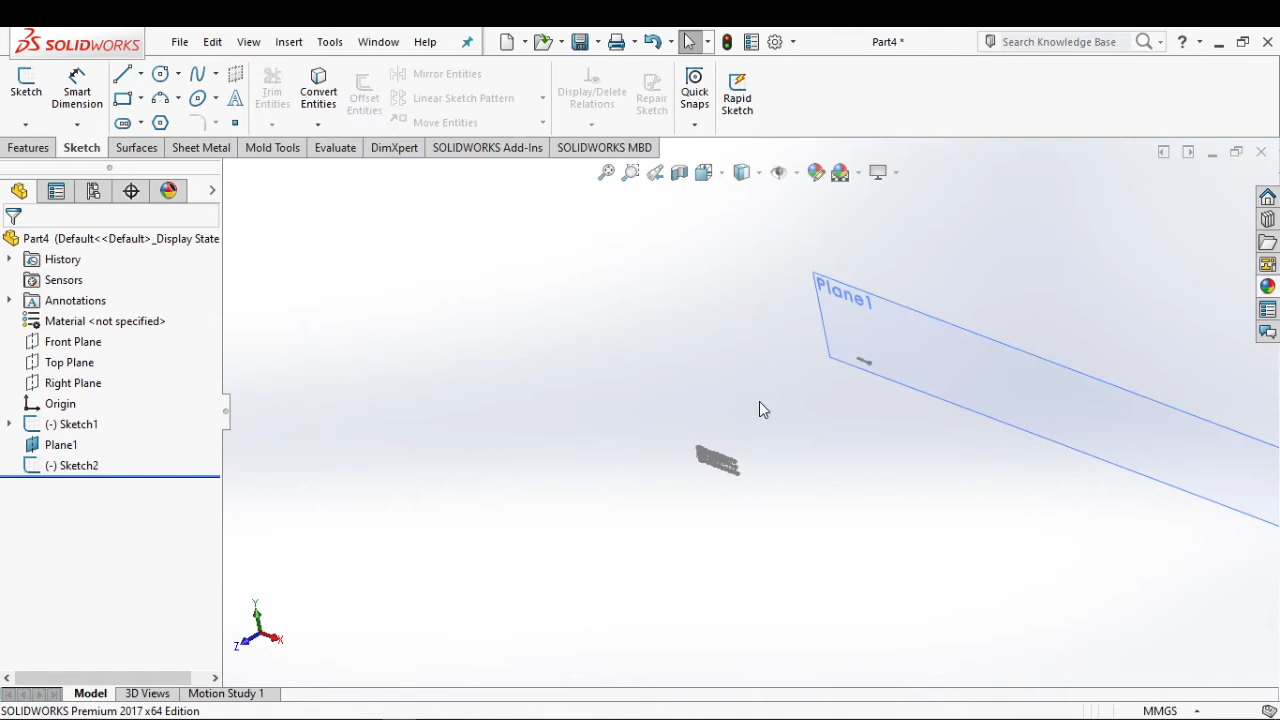 SOLIDWORKS File Edit View Insert Tools Window Help Part4 * Search Knowledge Base ?
Sketch Smart Dimension Trim Entities Convert Entities Offset Entities Mirror Entities Linear Sketch Pattern Move Entities Display/Delete Relations Repair Sketch Quick Snaps Rapid Sketch
Features Sketch Surfaces Sheet Metal Mold Tools Evaluate DimXpert SOLIDWORKS Add-Ins SOLIDWORKS MBD
Part4 (Default<<Default>_Display State
History
Sensors
Annotations
Material <not specified>
Front Plane
Top Plane
Right Plane
Origin
(-) Sketch1
Plane1
(-) Sketch2
Plane1
Y
Z X
Model 3D Views Motion Study 1
SOLIDWORKS Premium 2017 x64 Edition MMGS